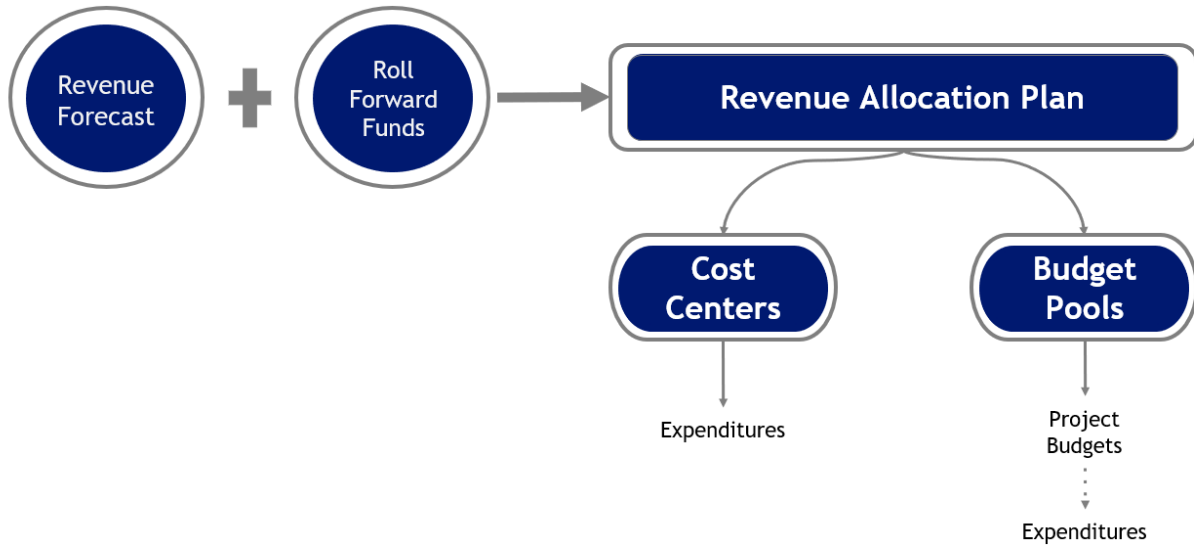 Revenue
Forecast
Roll
Forward
Funds
Revenue Allocation Plan
Cost
Centers
Budget
Pools
Expenditures
Project
Budgets
Expenditures